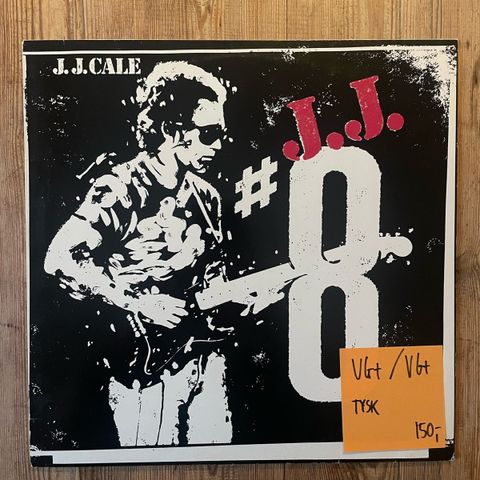 J.J.CALE
J.J.
#8
VG+/VG+
TYSK
150,-